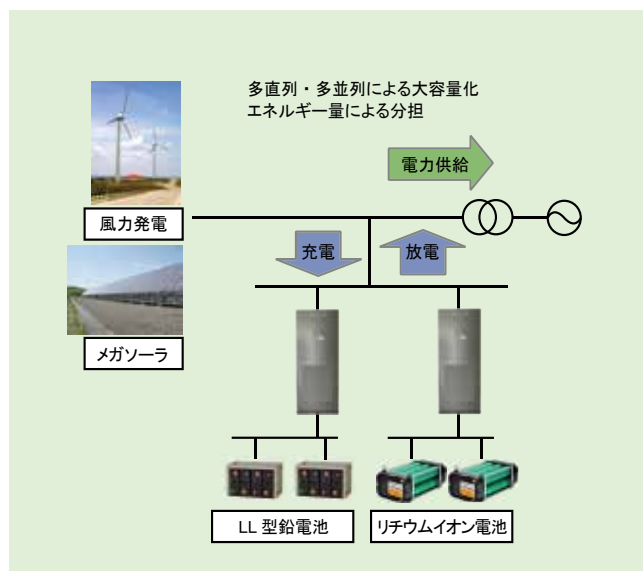 多直列・多並列による大容量化
エネルギー量による分担
電力供給
風力発電
充電
放電
メガソーラ
LL 型鉛電池
リチウムイオン電池